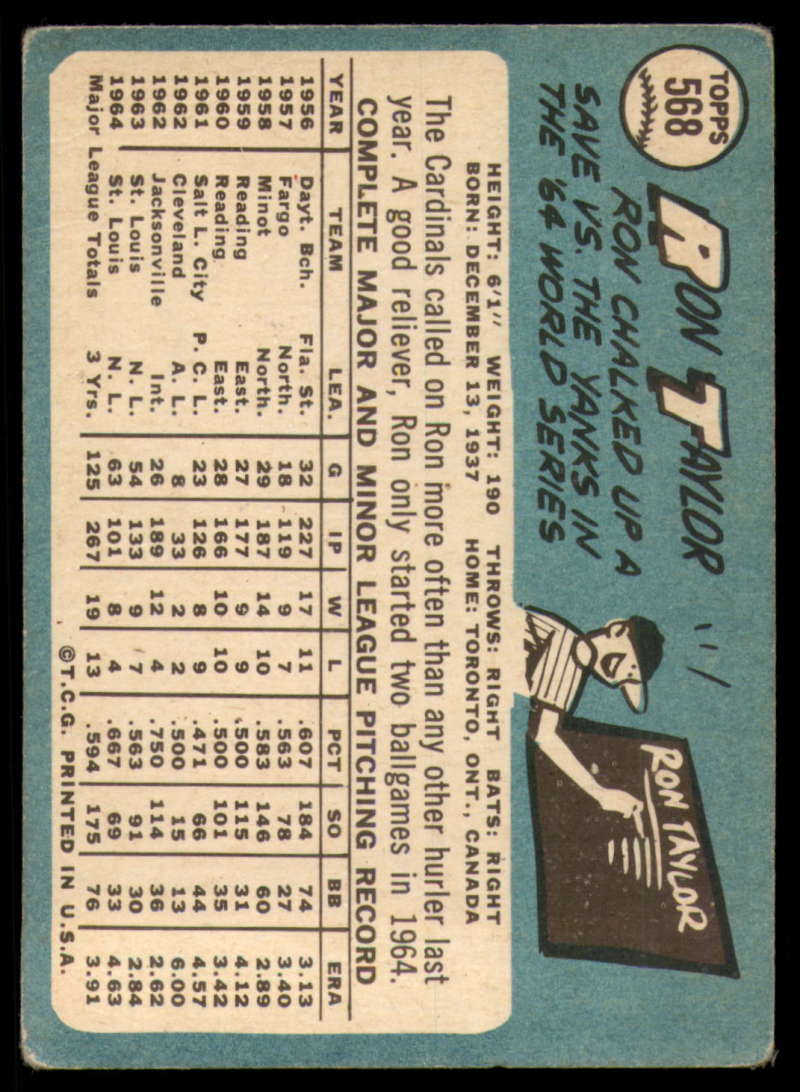 TOPPS
568
RON TAYLOR
RON CHALKED UP A
SAVE VS. THE YANKS IN
THE '64 WORLD SERIES
RON TAYLOR
HEIGHT: 6'1" WEIGHT: 190 THROWS: RIGHT BATS: RIGHT
BORN: DECEMBER 13, 1937 HOME: TORONTO, ONT., CANADA
The Cardinals called on Ron more often than any other hurler last
year. A good reliever, Ron only started two ballgames in 1964.
COMPLETE MAJOR AND MINOR LEAGUE PITCHING RECORD
YEAR TEAM LEA. G IP W L PCT SO BB ERA
1956 Dayt. Bch. Fla. St. 32 227 17 11 .607 184 74 3.13
1957 Fargo North. 18 119 9 7 .563 78 27 3.40
1958 Minot North. 29 187 14 10 .583 146 60 2.89
1959 Reading East. 27 177 9 9 .500 115 31 4.12
1960 Reading East. 28 166 10 10 .500 101 35 3.42
1961 Salt L. City P. C. L. 23 126 8 9 .471 66 44 4.57
1962 Cleveland A. L. 8 33 2 2 .500 15 13 6.00
1962 Jacksonville Int. 26 189 12 4 .750 114 36 2.62
1963 St. Louis N. L. 54 133 9 7 .563 91 30 2.84
1964 St. Louis N. L. 63 101 8 4 .667 69 33 4.63
Major League Totals 3 Yrs. 125 267 19 13 .594 175 76 3.91
©T.C.G. PRINTED IN U.S.A.